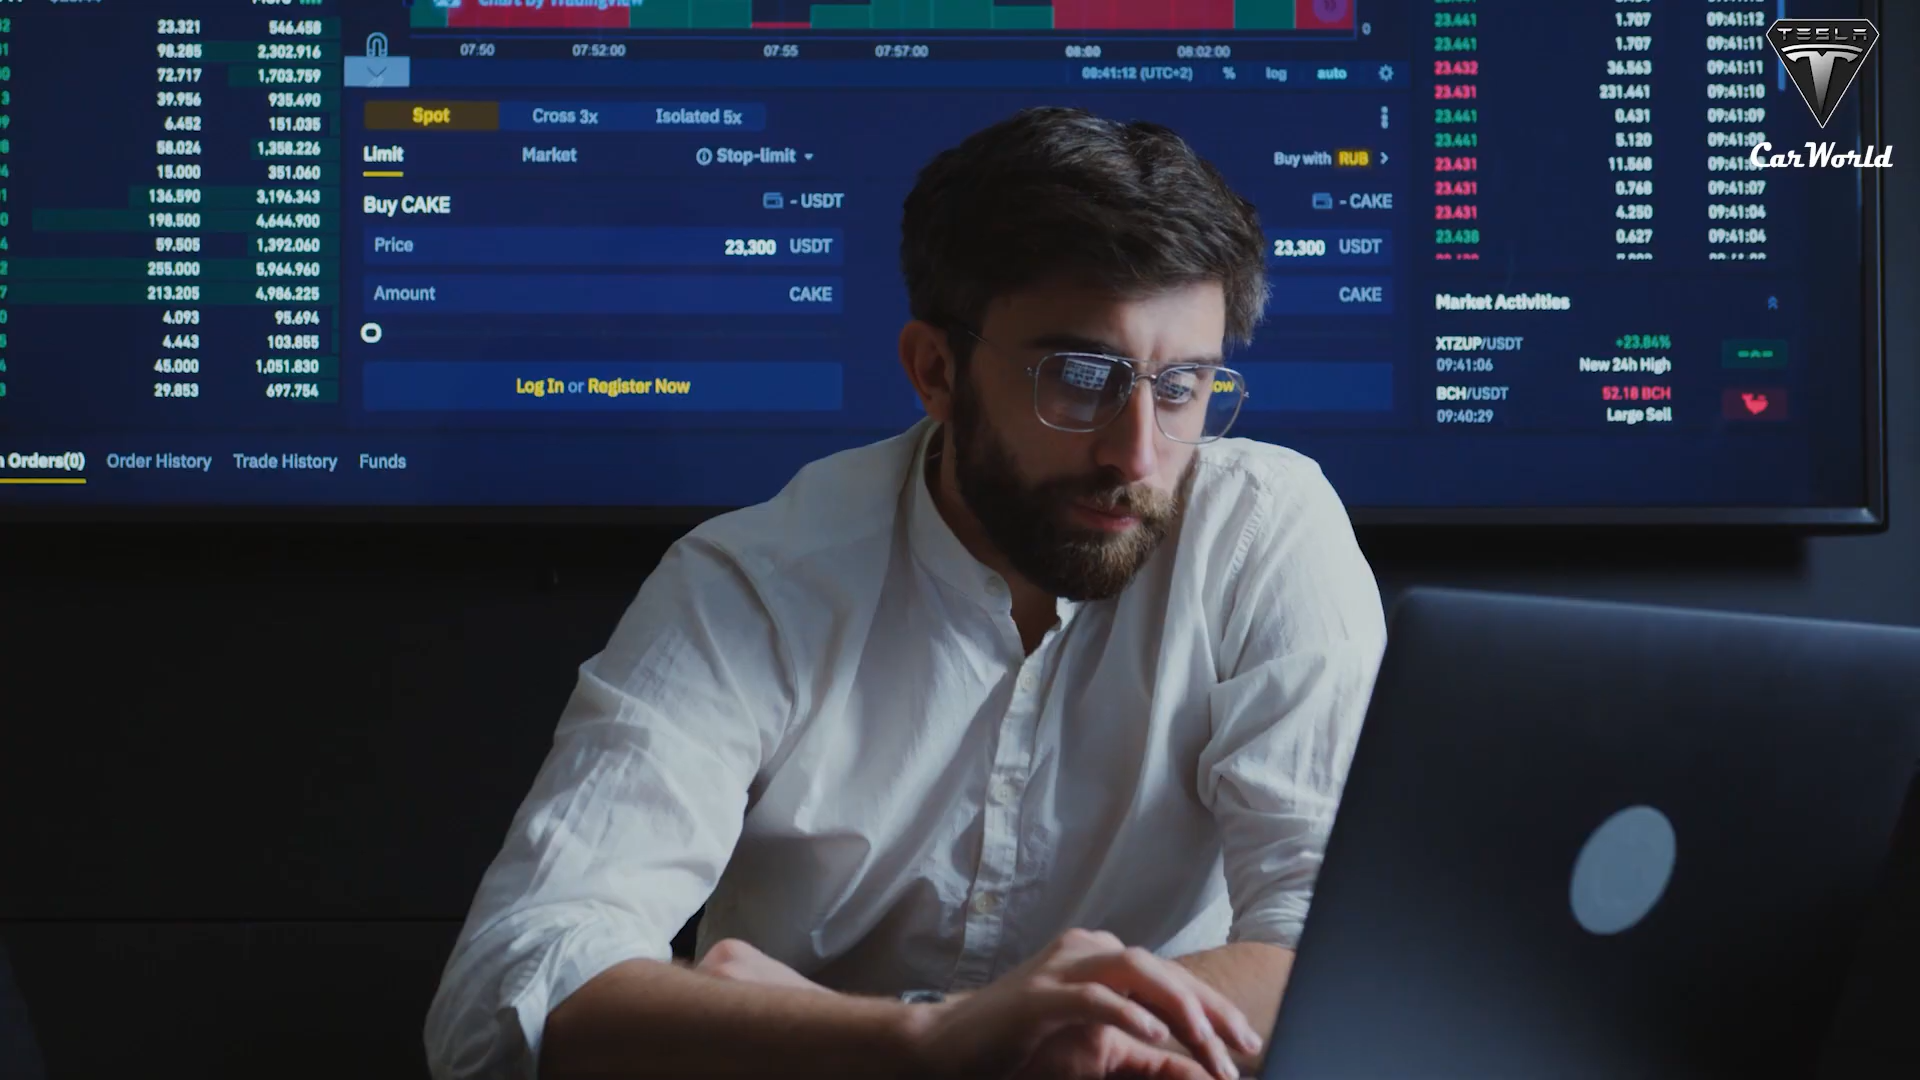 Chart by TradingView
23.321 546.458
98.285 2,302.916
72.717 1,703.759
39.956 935.490
6.452 151.035
58.024 1,358.226
15.000 351.060
136.590 3,196.343
198.500 4,644.900
59.505 1,392.060
255.000 5,964.960
213.205 4,986.225
4.093 95.694
4.443 103.855
45.000 1,051.830
29.853 697.754
Orders(0) Order History Trade History Funds
07:50 07:52:00 07:55 07:57:00 08:00 08:02:00
0
08:41:12 (UTC+2) % log auto
Spot Cross 3x Isolated 5x
Limit Market Stop-limit
Buy with RUB
Buy CAKE - USDT
- CAKE
Price 23,300 USDT
23,300 USDT
Amount CAKE
CAKE
Log In or Register Now
23.441 1.707 09:41:12
23.441 1.707 09:41:11
23.432 36.563 09:41:11
23.431 231.441 09:41:10
23.441 0.431 09:41:09
23.441 5.120 09:41:09
23.431 11.568
23.431 0.768 09:41:07
23.431 4.250 09:41:04
23.438 0.627 09:41:04
Market Activities
XTZUP/USDT +23.84%
09:41:06 New 24h High
BCH/USDT 52.18 BCH
09:40:29 Large Sell
TESLA
CarWorld